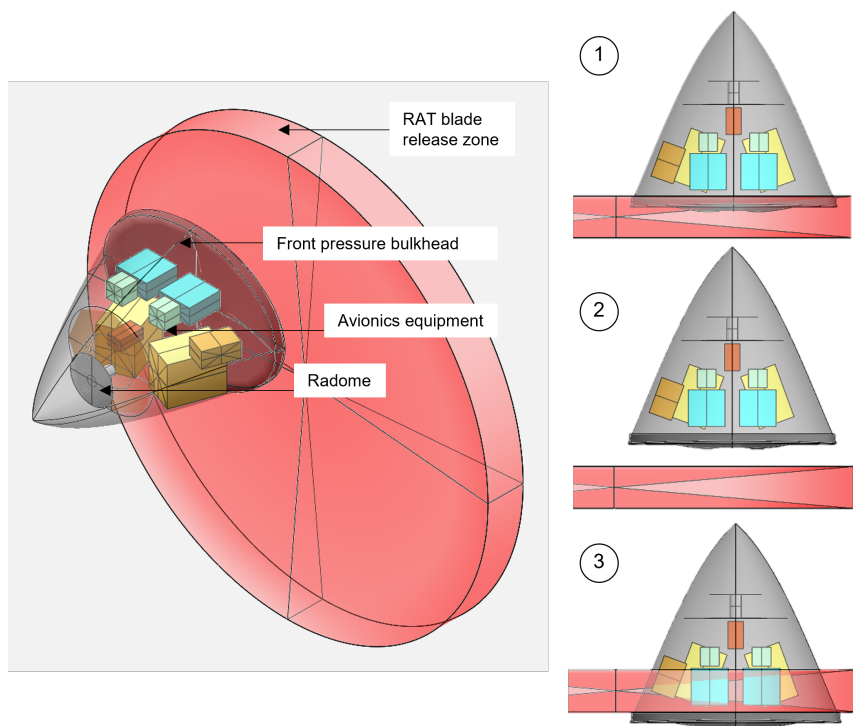 RAT blade
release zone
Front pressure bulkhead
Avionics equipment
Radome
1
2
3